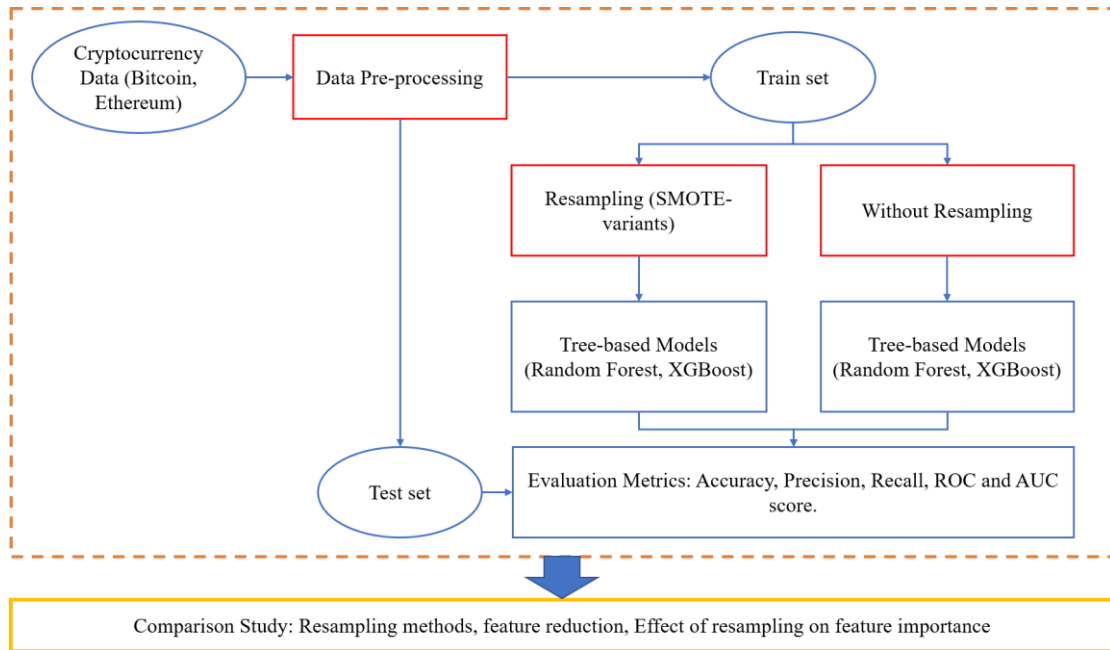 Cryptocurrency
Data (Bitcoin,
Ethereum)
Data Pre-processing
Train set
Resampling (SMOTE-
variants)
Without Resampling
Tree-based Models
(Random Forest, XGBoost)
Tree-based Models
(Random Forest, XGBoost)
Test set
Evaluation Metrics: Accuracy, Precision, Recall, ROC and AUC
score.
Comparison Study: Resampling methods, feature reduction, Effect of resampling on feature importance